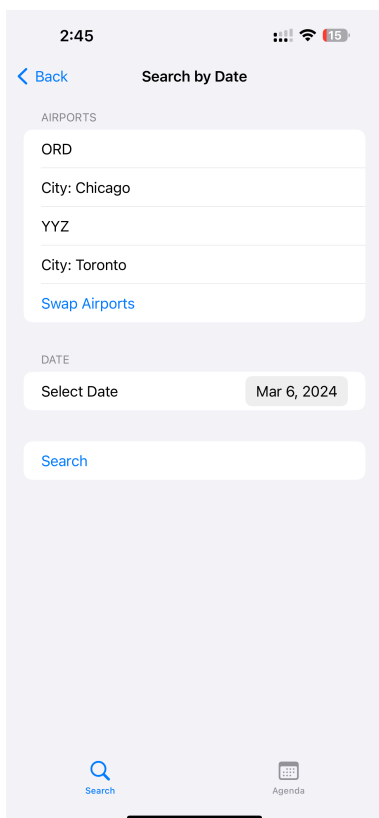 2:45
15
Back
Search by Date
AIRPORTS
ORD
City: Chicago
YYZ
City: Toronto
Swap Airports
DATE
Select Date Mar 6, 2024
Search
Search
Agenda